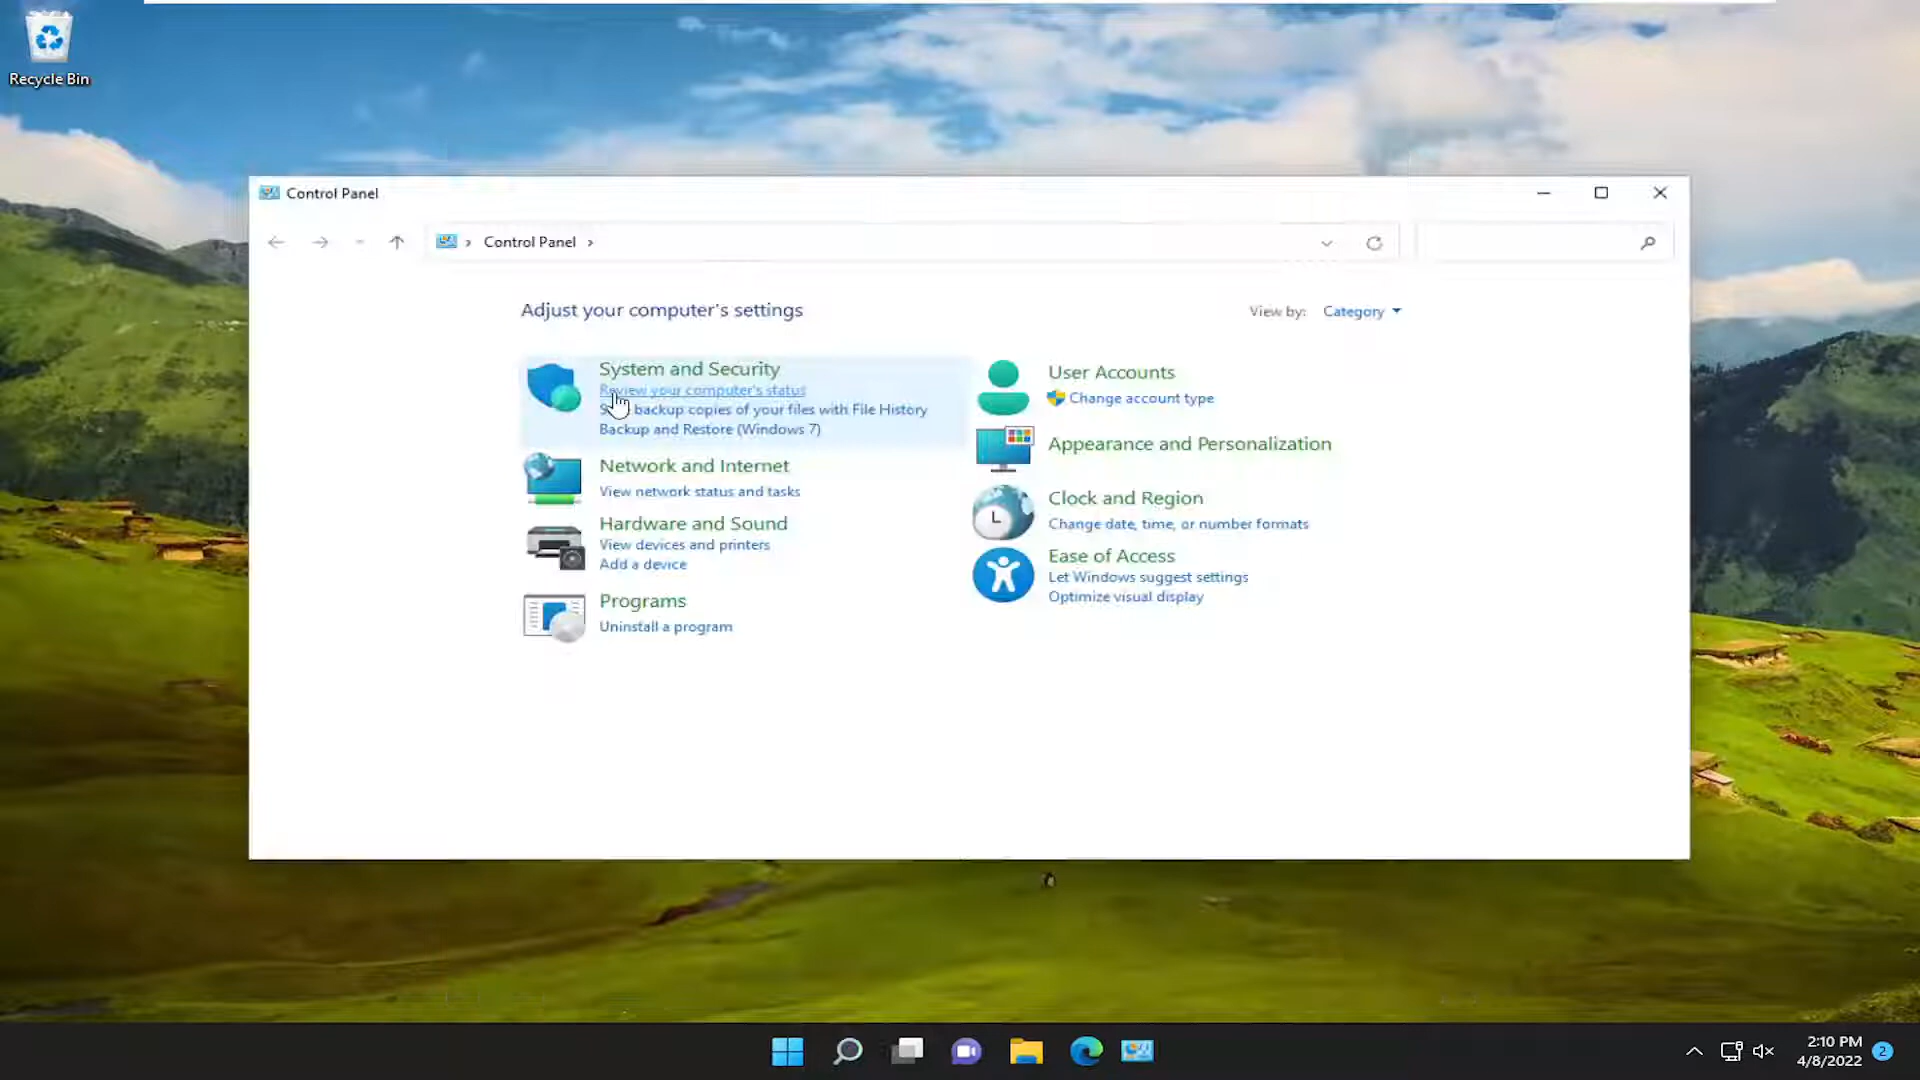 Recycle Bin
Control Panel
Control Panel
Adjust your computer's settings
View by: Category
System and Security
Review your computer's status
backup copies of your files with File History
Backup and Restore (Windows 7)
Network and Internet
View network status and tasks
Hardware and Sound
View devices and printers
Add a device
Programs
Uninstall a program
User Accounts
Change account type
Appearance and Personalization
Clock and Region
Change date, time, or number formats
Ease of Access
Let Windows suggest settings
Optimize visual display
2:10 PM
4/8/2022
2